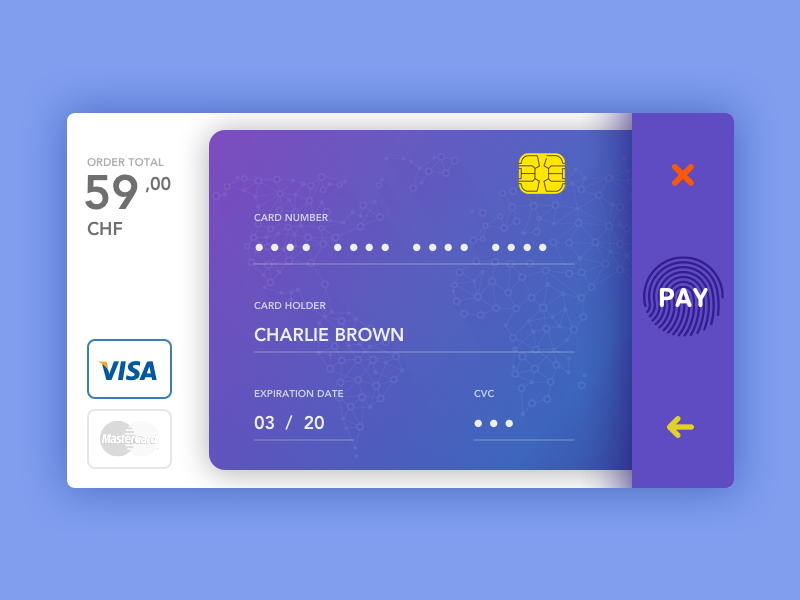 ORDER TOTAL
59 ,00
CHF
VISA
MasterCard
CARD NUMBER
•••• •••• •••• ••••
CARD HOLDER
CHARLIE BROWN
EXPIRATION DATE
03 / 20
CVC
•••
PAY